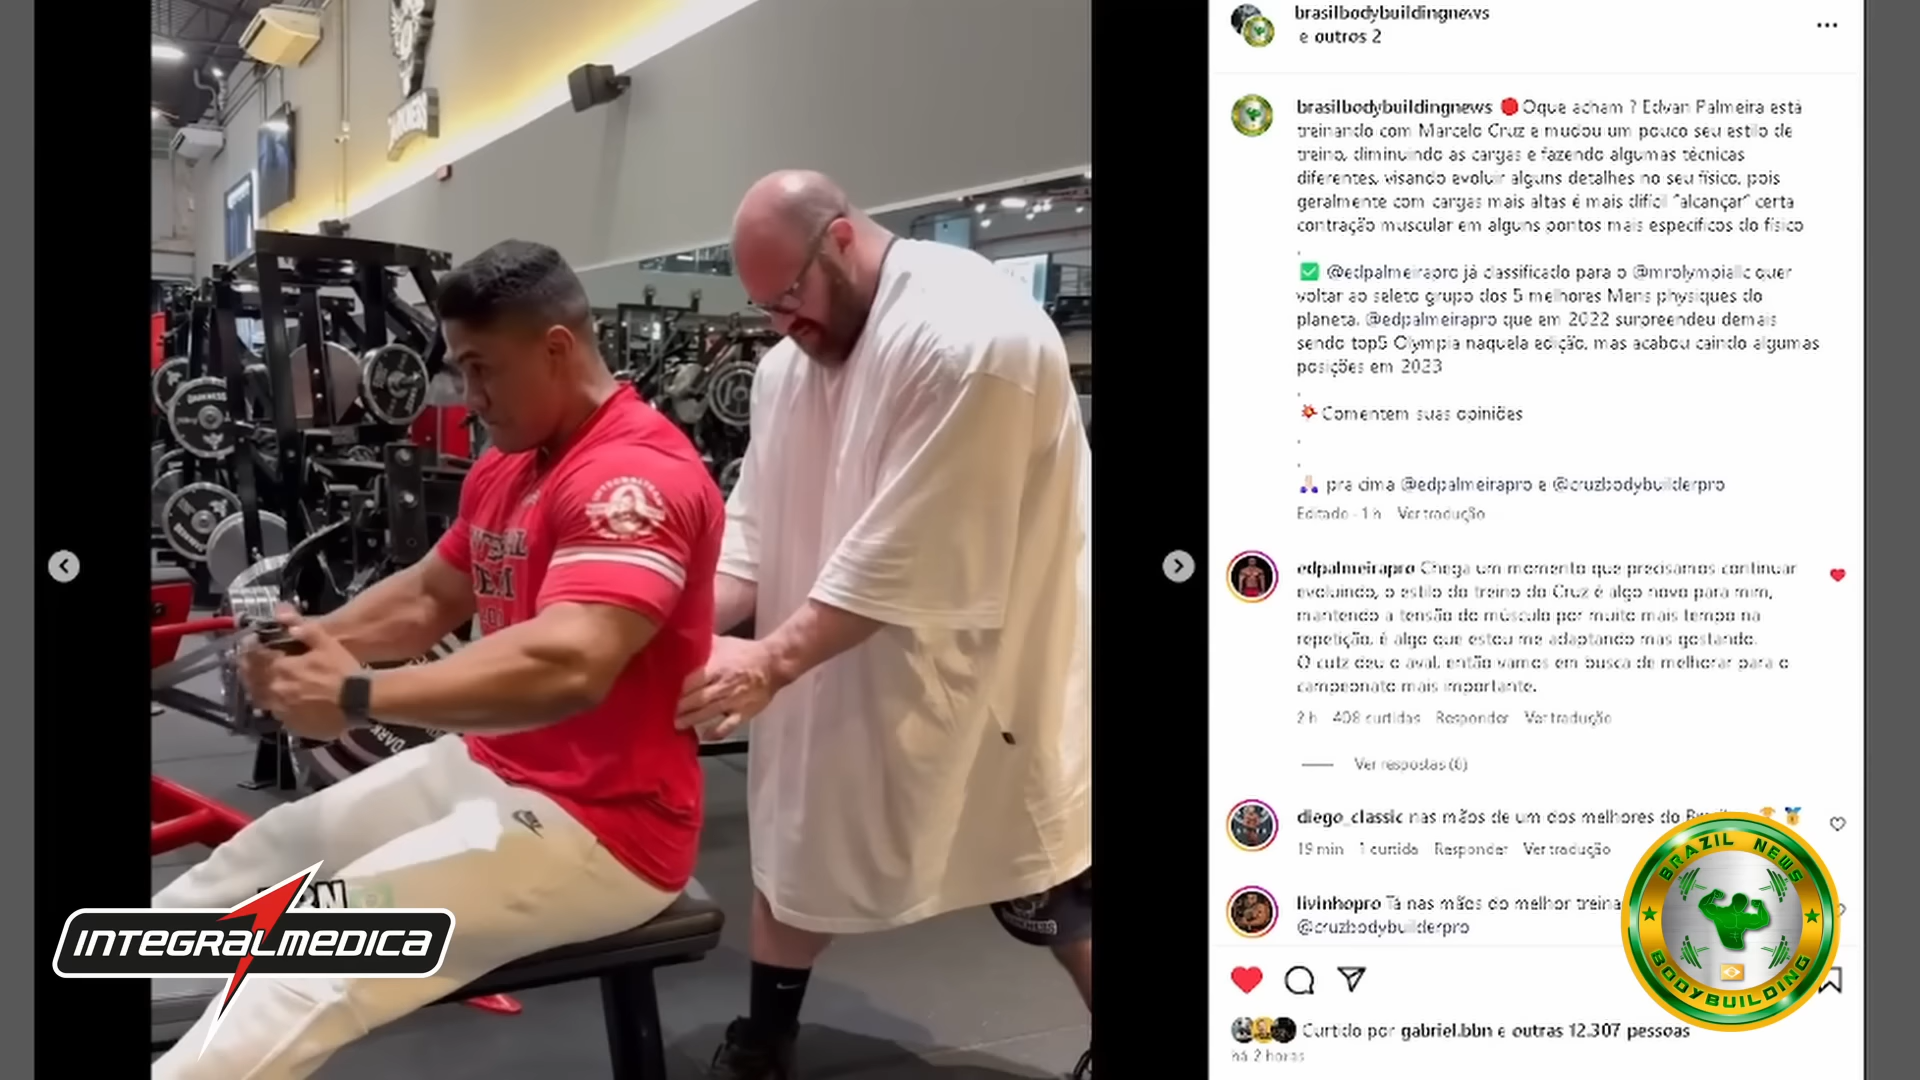 brasilbodybuildingnews
e outros 2
brasilbodybuildingnews Oque acham ? Edvan Palmeira está
treinando com Marcelo Cruz e mudou um pouco seu estilo de
treino, diminuindo as cargas e fazendo algumas técnicas
diferentes, visando evoluir alguns detalhes no seu físico, pois
geralmente com cargas mais altas é mais difícil "alcançar" certa
contração muscular em alguns pontos mais específicos do físico
.
@edpalmeirapro já classificado para o @mrolympiallc quer
voltar ao seleto grupo dos 5 melhores Mens physiques do
planeta. @edpalmeirapro que em 2022 surpreendeu demais
sendo top5 Olympia naquela edição, mas acabou caindo algumas
posições em 2023
.
Comentem suas opiniões
.
.
pra cima @edpalmeirapro e @cruzbodybuilderpro
Editado · 1 h Ver tradução
edpalmeirapro Chega um momento que precisamos continuar
evoluindo, o estilo do treino do Cruz é algo novo para mim,
mantendo a tensão do músculo por muito mais tempo na
repetição, é algo que estou me adaptando mas gostando.
O cutz deu o aval, então vamos em busca de melhorar para o
campeonato mais importante.
2 h 408 curtidas Responder Ver tradução
Ver respostas (6)
diego_classic nas mãos de um dos melhores do
19 min 1 curtida Responder Ver tradução
livinhopro Tá nas mãos do melhor treina
@cruzbodybuilderpro
Curtido por gabriel.bbn e outras 12.307 pessoas
há 2 horas
INTEGRALMEDICA
BRAZIL NEWS
BODYBUILDING
DARKNESS
DARKNESS
DARK